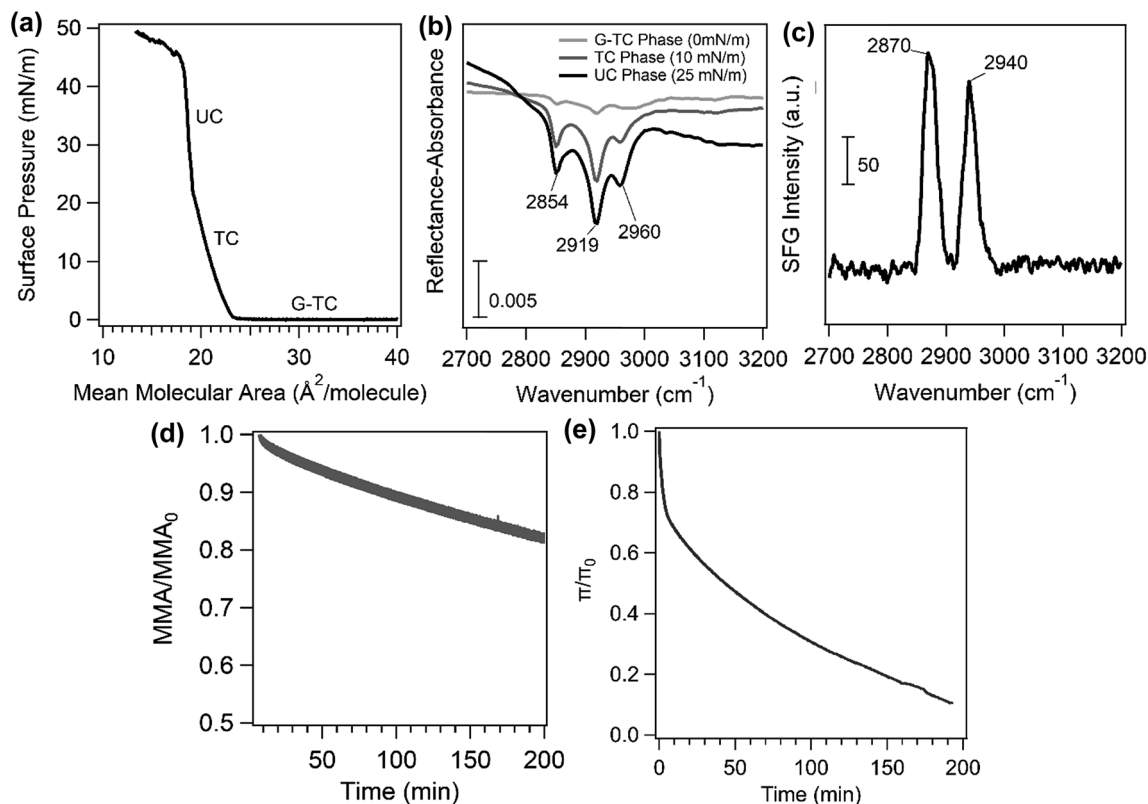 (a)
Surface Pressure (mN/m)
50
40
30
20
10
0
UC
TC
G-TC
10
20
30
40
Mean Molecular Area (Å²/molecule)
(b)
Reflectance-Absorbance
G-TC Phase (0mN/m)
TC Phase (10 mN/m)
UC Phase (25 mN/m)
2854
2919
2960
0.005
2700
2800
2900
3000
3100
3200
Wavenumber (cm⁻¹)
(c)
SFG Intensity (a.u.)
2870
2940
50
2700
2800
2900
3000
3100
3200
Wavenumber (cm⁻¹)
(d)
MMA/MMA₀
1.0
0.9
0.8
0.7
0.6
0.5
50
100
150
200
Time (min)
(e)
π/π₀
1.0
0.8
0.6
0.4
0.2
0.0
0
50
100
150
200
Time (min)